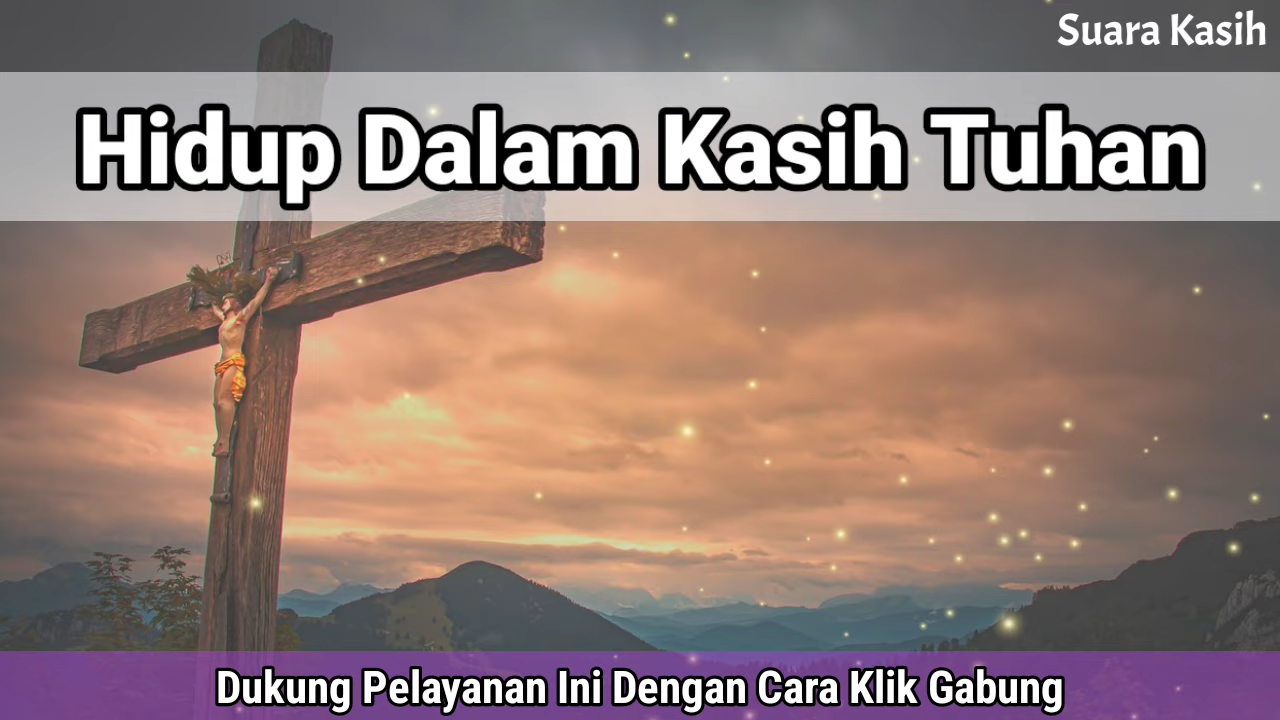 Suara Kasih
Hidup Dalam Kasih Tuhan
Dukung Pelayanan Ini Dengan Cara Klik Gabung